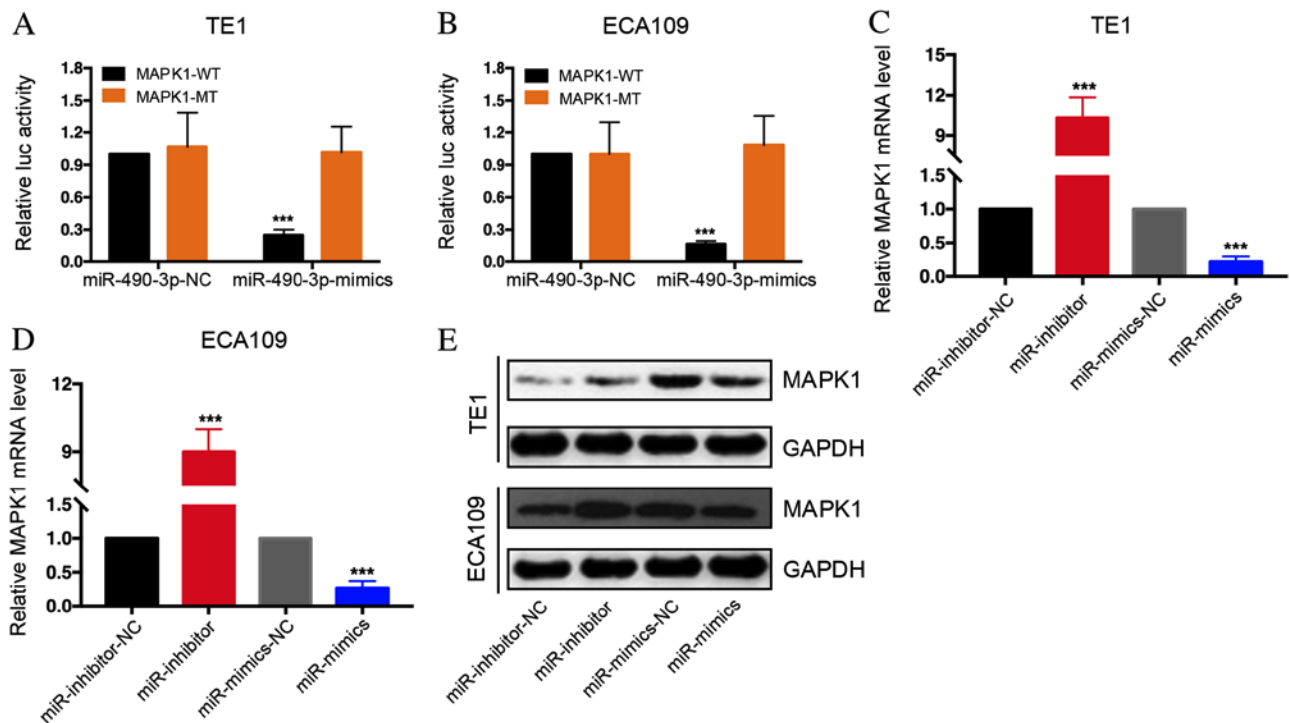 A
TE1
Relative luc activity
1.8
1.5
1.2
0.9
0.6
0.3
0.0
MAPK1-WT
MAPK1-MT
***
miR-490-3p-NC
miR-490-3p-mimics
B
ECA109
Relative luc activity
1.8
1.5
1.2
0.9
0.6
0.3
0.0
MAPK1-WT
MAPK1-MT
***
miR-490-3p-NC
miR-490-3p-mimics
C
TE1
Relative MAPK1 mRNA level
15
12
9
1.5
1.0
0.5
0.0
***
***
miR-inhibitor-NC
miR-inhibitor
miR-mimics-NC
miR-mimics
D
ECA109
Relative MAPK1 mRNA level
12
9
1.5
1.0
0.5
0.0
***
***
miR-inhibitor-NC
miR-inhibitor
miR-mimics-NC
miR-mimics
E
TE1
MAPK1
GAPDH
ECA109
MAPK1
GAPDH
miR-inhibitor-NC
miR-inhibitor
miR-mimics-NC
miR-mimics